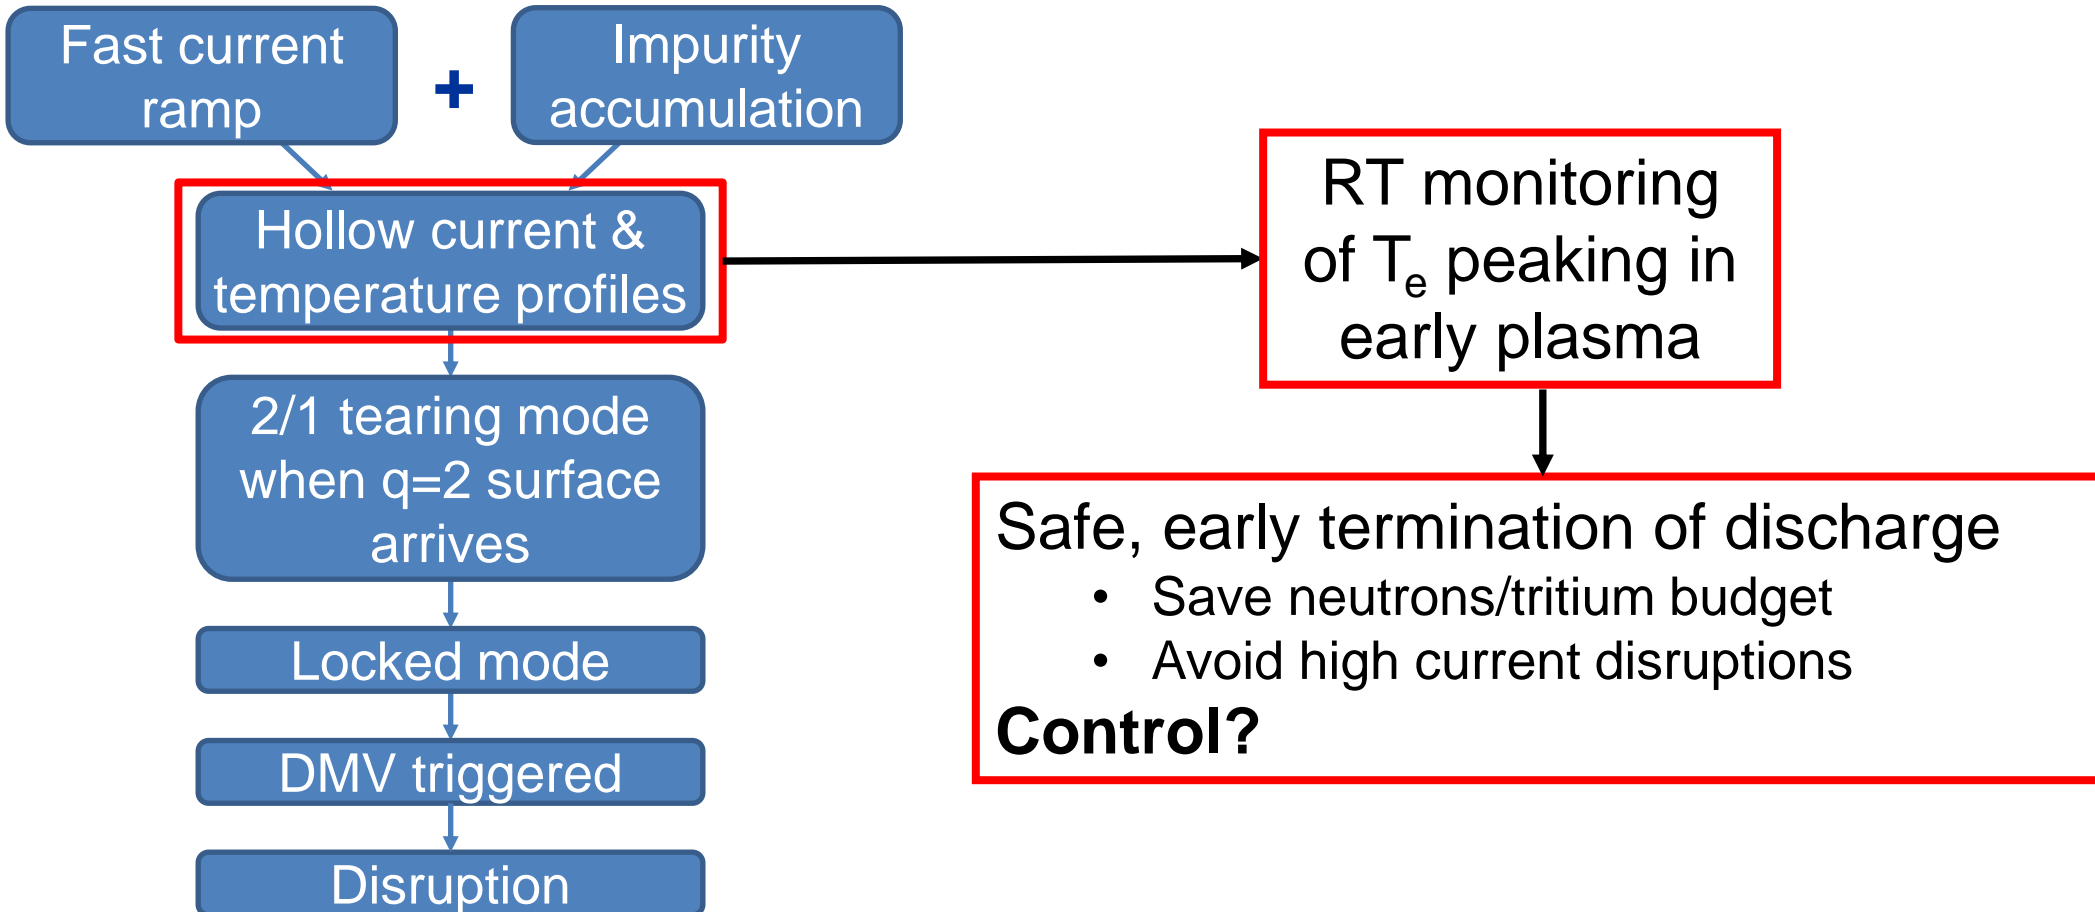 Fast current
ramp
+
Impurity
accumulation
Hollow current &
temperature profiles
2/1 tearing mode
when q=2 surface
arrives
Locked mode
DMV triggered
Disruption
RT monitoring
of Te peaking in
early plasma
Safe, early termination of discharge
• Save neutrons/tritium budget
• Avoid high current disruptions
Control?